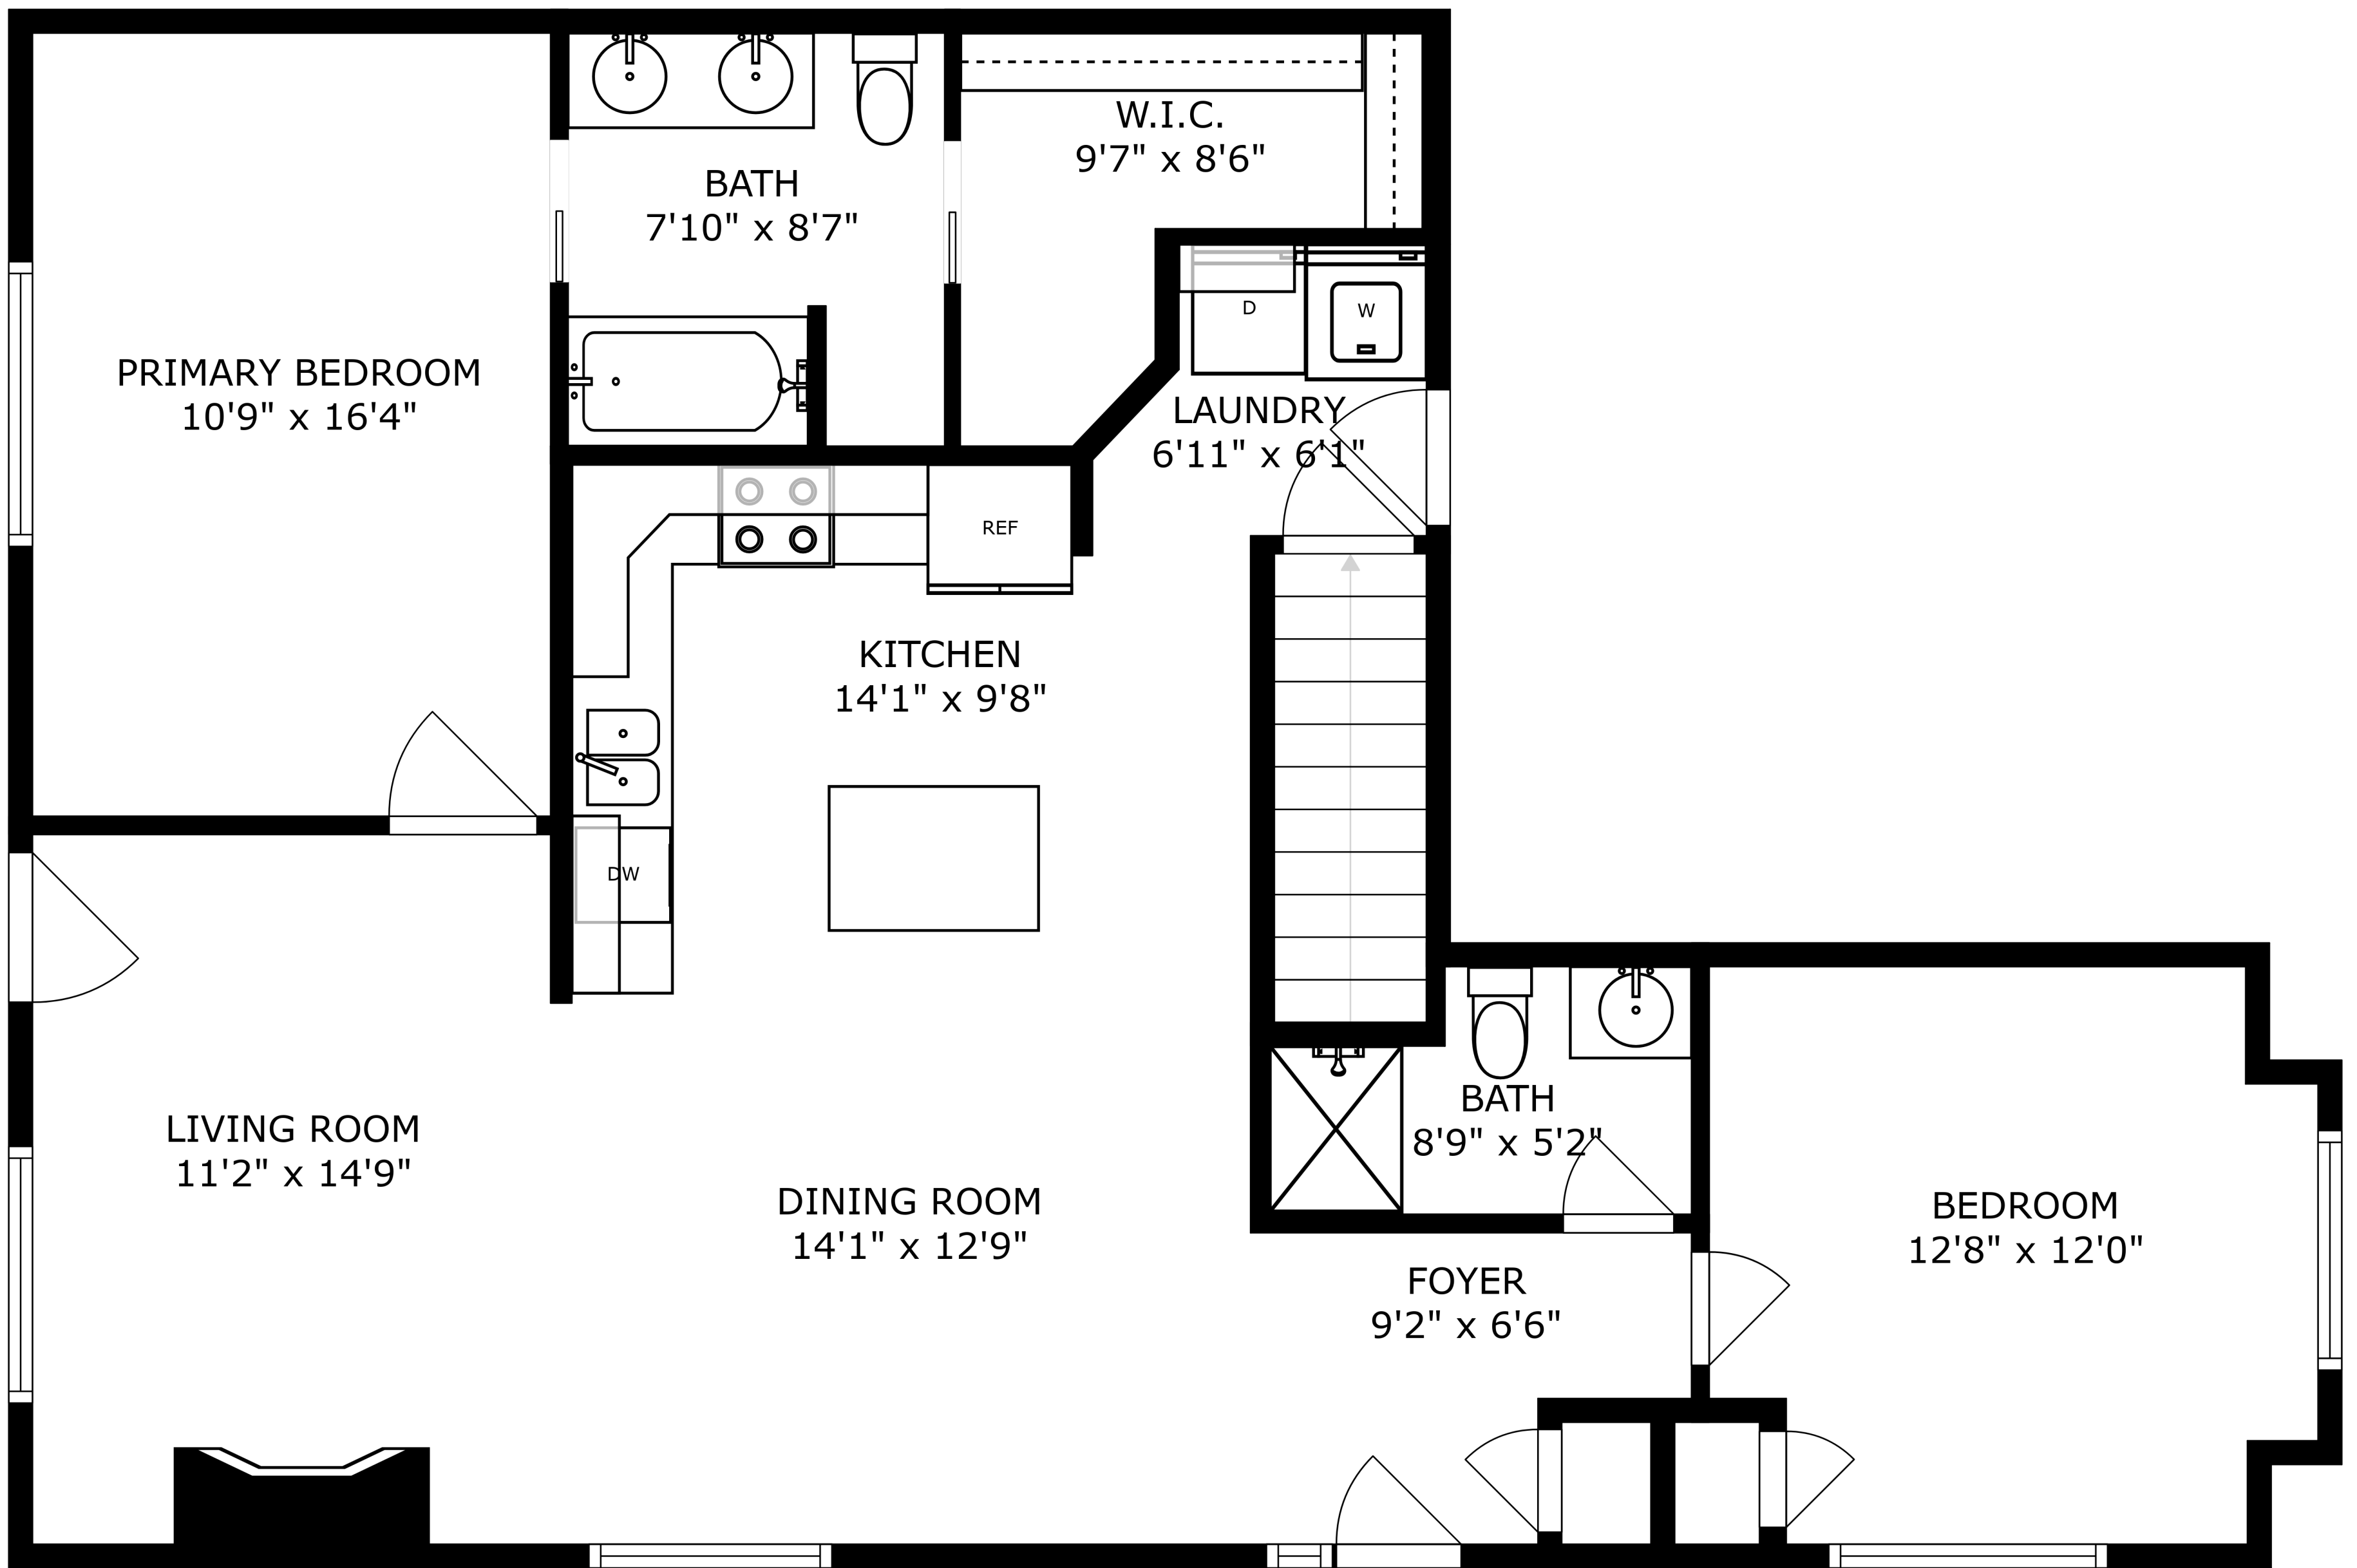 W.I.C.
9'7" x 8'6"
BATH
7'10" x 8'7"
D
W
PRIMARY BEDROOM
10'9" x 16'4"
LAUNDRY
6'11" x 6'1"
REF
KITCHEN
14'1" x 9'8"
DW
LIVING ROOM
11'2" x 14'9"
BATH
8'9" x 5'2"
DINING ROOM
14'1" x 12'9"
BEDROOM
12'8" x 12'0"
FOYER
9'2" x 6'6"